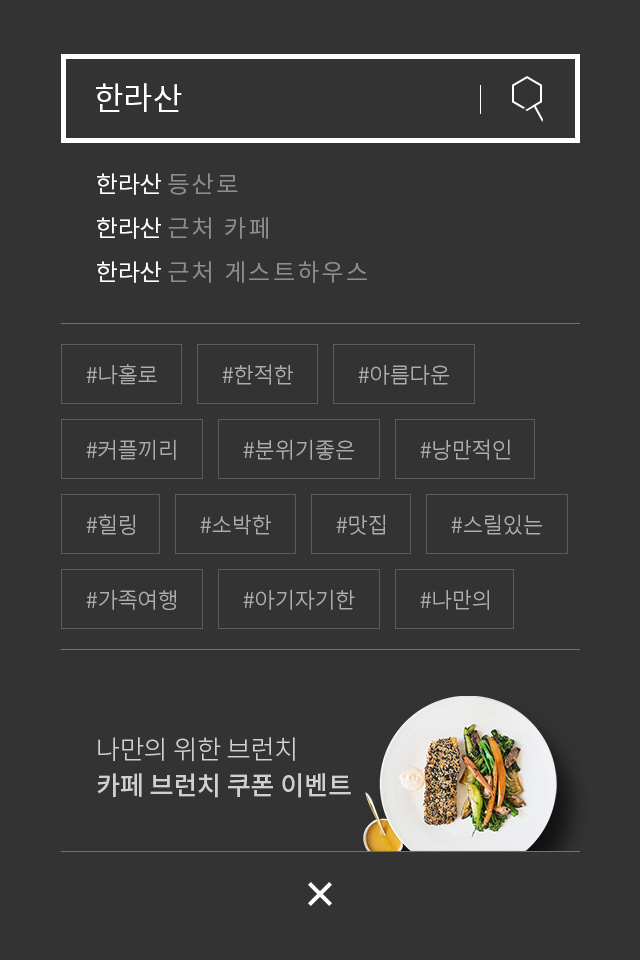 한라산
한라산 등산로
한라산 근처 카페
한라산 근처 게스트하우스
#나홀로 #한적한 #아름다운
#커플끼리 #분위기좋은 #낭만적인
#힐링 #소박한 #맛집 #스릴있는
#가족여행 #아기자기한 #나만의
나만의 위한 브런치
카페 브런치 쿠폰 이벤트